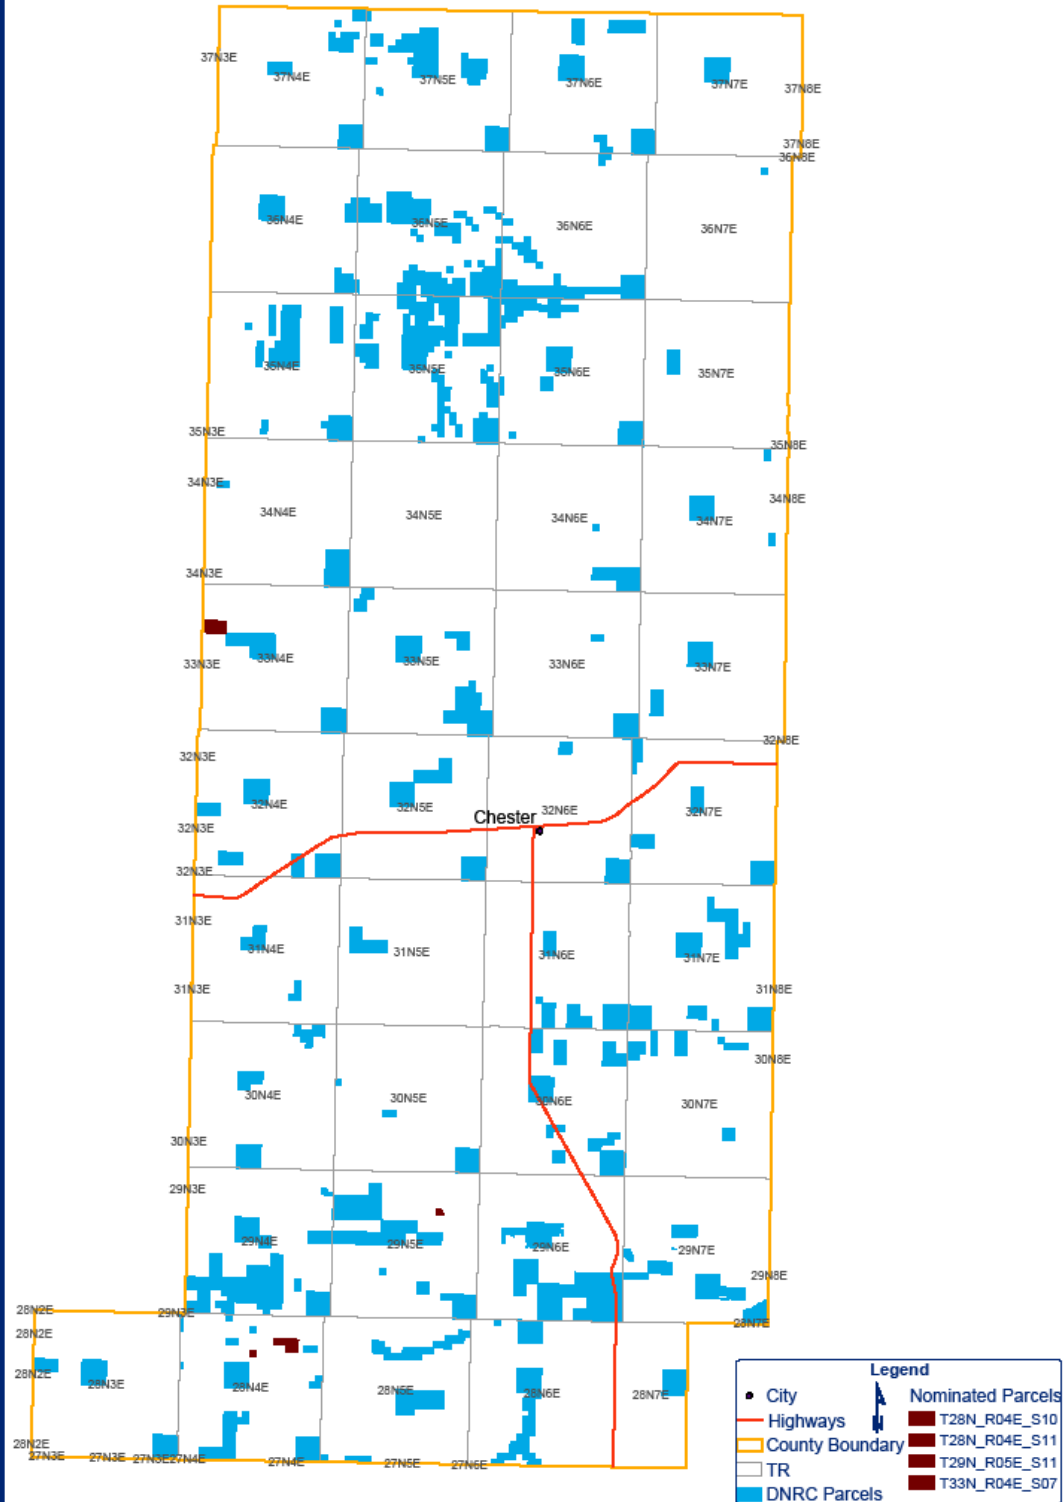 37N3E
37N4E
37N5E
37N6E
37N7E
37N8E
37N8E
36N8E
36N4E
36N5E
36N6E
36N7E
35N4E
35N5E
35N6E
35N7E
35N3E
35N8E
34N3E
34N4E
34N5E
34N6E
34N7E
34N8E
34N3E
33N3E
33N4E
33N5E
33N6E
33N7E
32N8E
32N3E
32N4E
32N5E
32N6E
32N7E
Chester
32N3E
32N3E
31N3E
31N4E
31N5E
31N6E
31N7E
31N3E
31N8E
30N8E
30N4E
30N5E
30N6E
30N7E
30N3E
29N3E
29N4E
29N5E
29N6E
29N7E
29N8E
28N2E
29N3E
28N7E
28N2E
28N2E
28N3E
28N4E
28N5E
28N6E
28N7E
28N2E
27N3E
27N3E
27N3E
27N4E
27N4E
27N5E
27N6E
Legend
City
Highways
County Boundary
TR
DNRC Parcels
Nominated Parcels
T28N_R04E_S10
T28N_R04E_S11
T29N_R05E_S11
T33N_R04E_S07